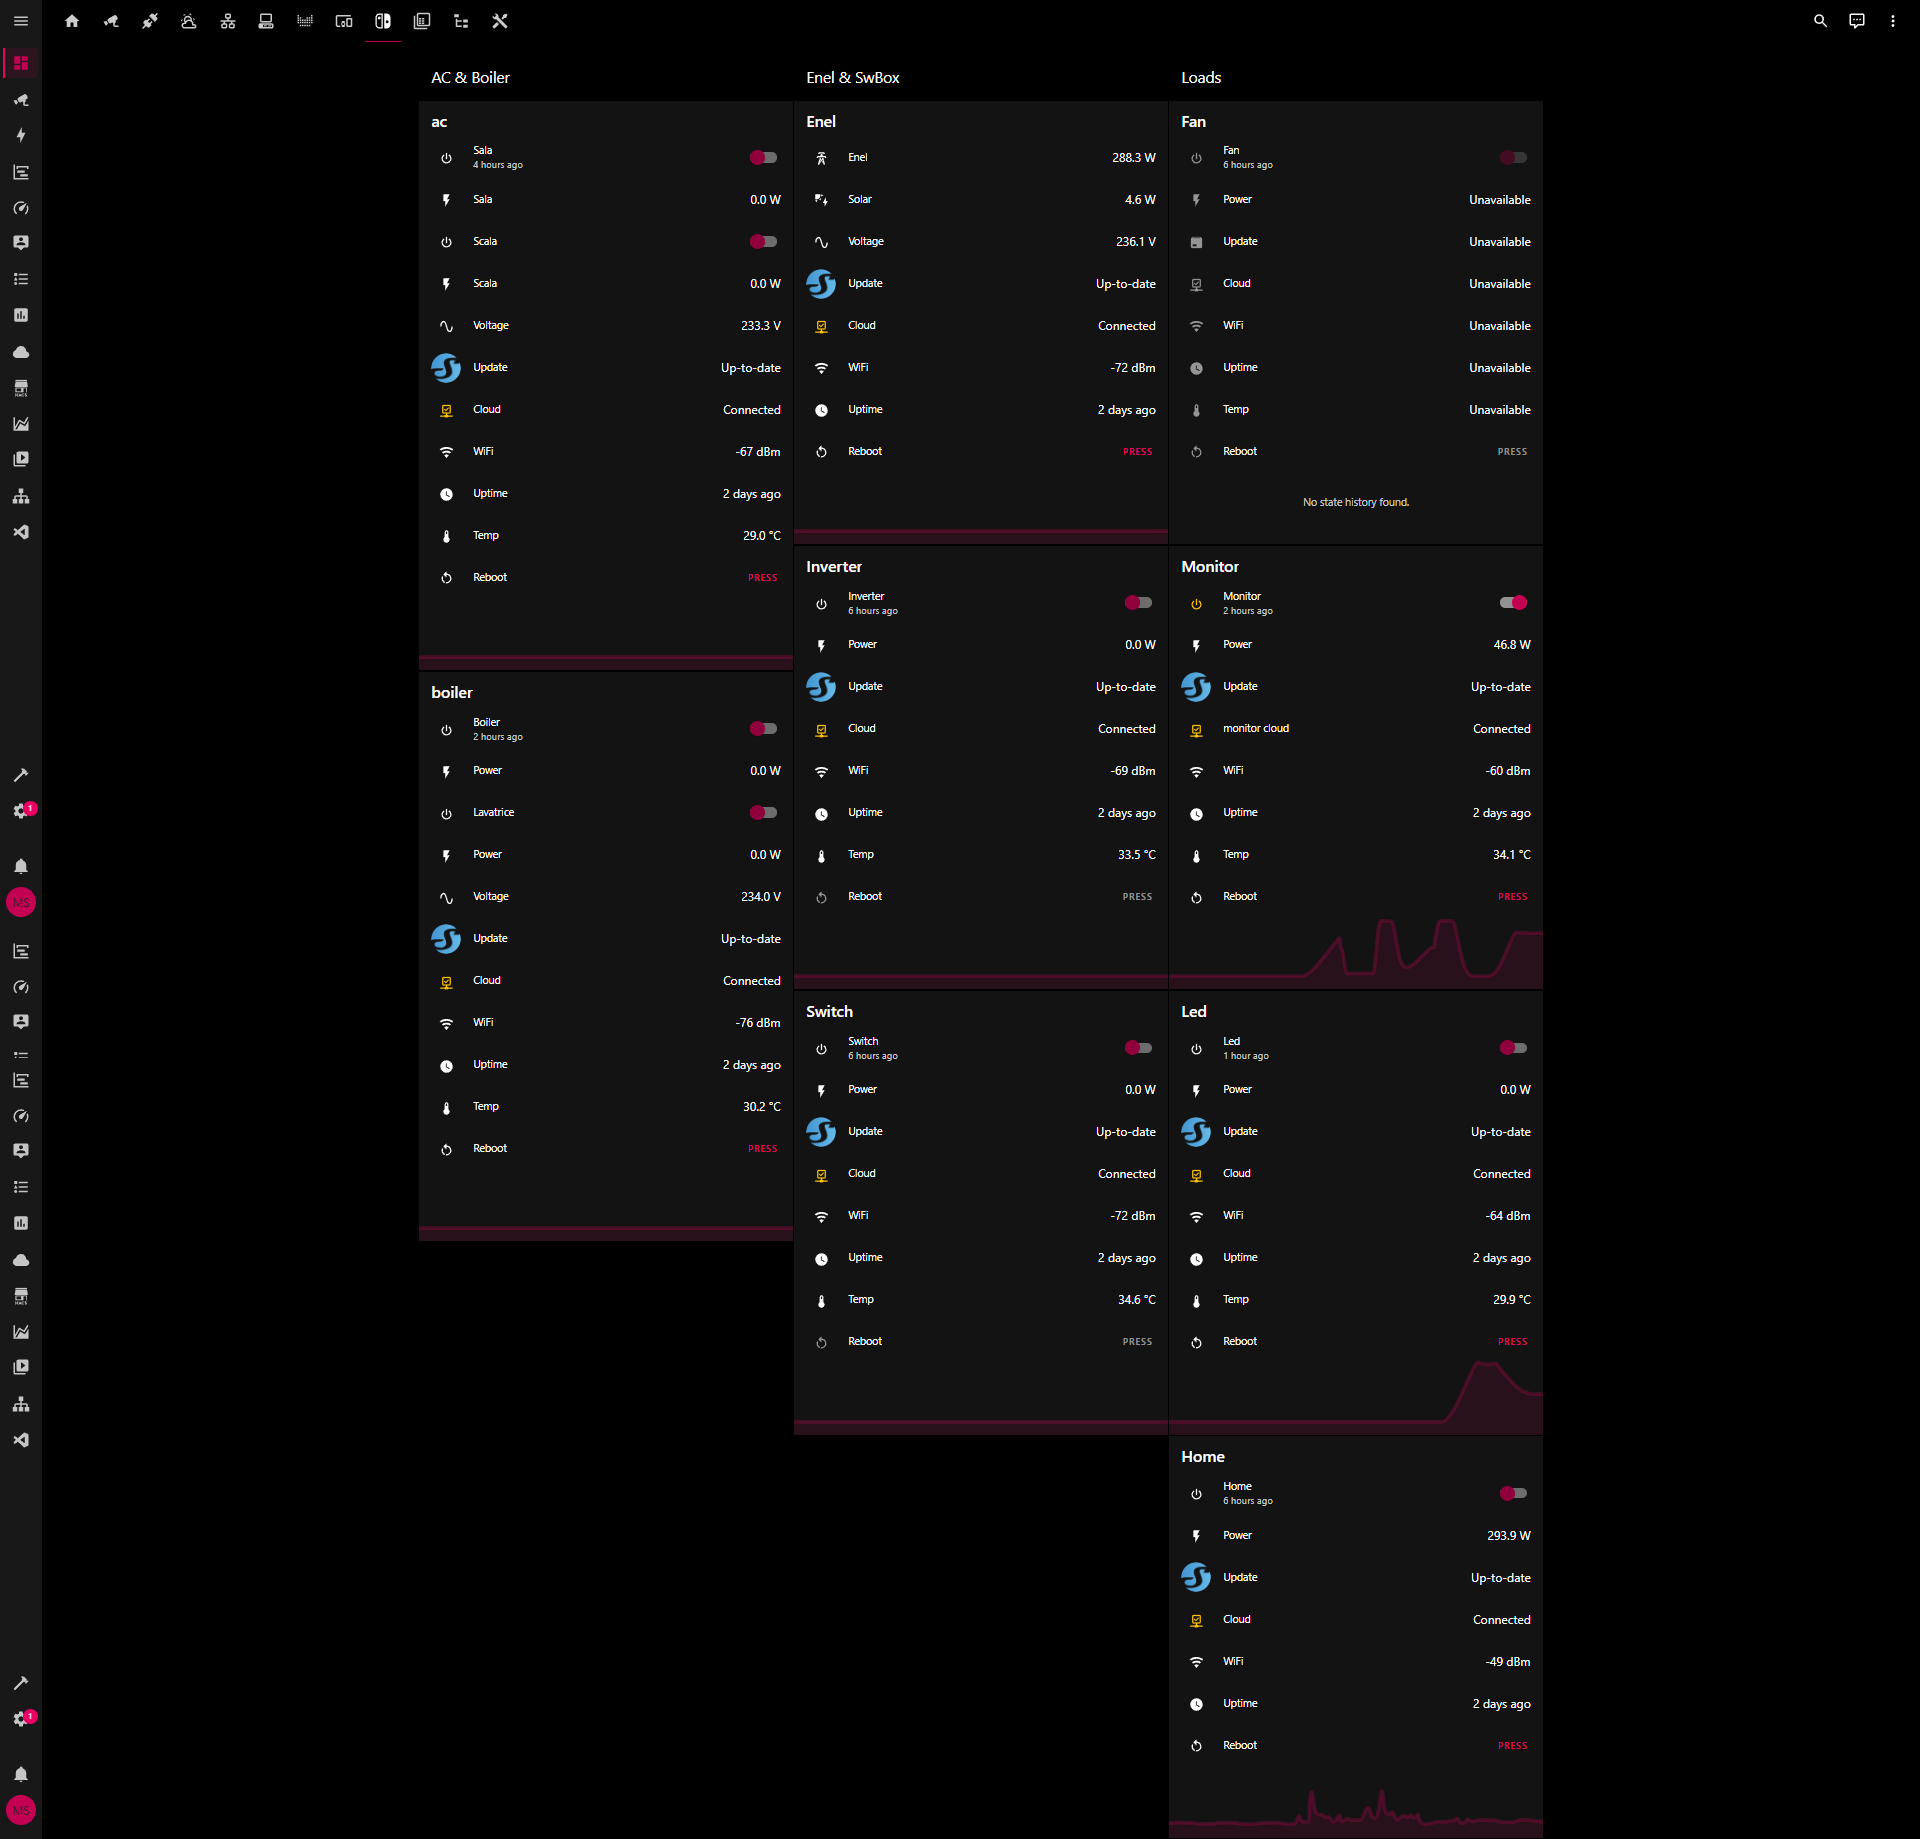 AC & Boiler
ac
Sala
4 hours ago
Sala 0.0 W
Scala
Scala 0.0 W
Voltage 233.3 V
Update Up-to-date
Cloud Connected
WiFi -67 dBm
Uptime 2 days ago
Temp 29.0 °C
Reboot PRESS
boiler
Boiler
2 hours ago
Power 0.0 W
Lavatrice
Power 0.0 W
Voltage 234.0 V
Update Up-to-date
Cloud Connected
WiFi -76 dBm
Uptime 2 days ago
Temp 30.2 °C
Reboot PRESS
Enel & SwBox
Enel
Enel 288.3 W
Solar 4.6 W
Voltage 236.1 V
Update Up-to-date
Cloud Connected
WiFi -72 dBm
Uptime 2 days ago
Reboot PRESS
Inverter
Inverter
6 hours ago
Power 0.0 W
Update Up-to-date
Cloud Connected
WiFi -69 dBm
Uptime 2 days ago
Temp 33.5 °C
Reboot PRESS
Switch
Switch
6 hours ago
Power 0.0 W
Update Up-to-date
Cloud Connected
WiFi -72 dBm
Uptime 2 days ago
Temp 34.6 °C
Reboot PRESS
Loads
Fan
Fan
6 hours ago
Power Unavailable
Update Unavailable
Cloud Unavailable
WiFi Unavailable
Uptime Unavailable
Temp Unavailable
Reboot PRESS
No state history found.
Monitor
Monitor
2 hours ago
Power 46.8 W
Update Up-to-date
monitor cloud Connected
WiFi -60 dBm
Uptime 2 days ago
Temp 34.1 °C
Reboot PRESS
Led
Led
1 hour ago
Power 0.0 W
Update Up-to-date
Cloud Connected
WiFi -64 dBm
Uptime 2 days ago
Temp 29.9 °C
Reboot PRESS
Home
Home
6 hours ago
Power 293.9 W
Update Up-to-date
Cloud Connected
WiFi -49 dBm
Uptime 2 days ago
Reboot PRESS
HACS
1
MS
HACS
1
MS